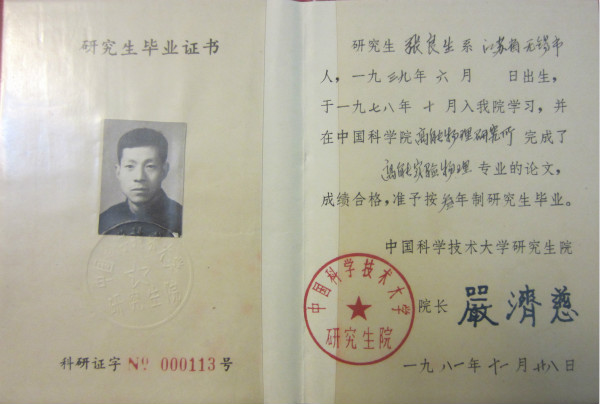 研究生毕业证书
科研证字 № 000113 号
研究生 张良生 系 江苏省无锡市
人，一九三九年六月 日出生，
于一九七八年十月入我院学习，并
在中国科学院高能物理研究所完成了
高能实验物理专业的论文，
成绩合格，准予按叁年制研究生毕业。
中国科学技术大学研究生院
院长 嚴濟慈
中国科学技术大学
研究生院
一九八一年十一月廿八日